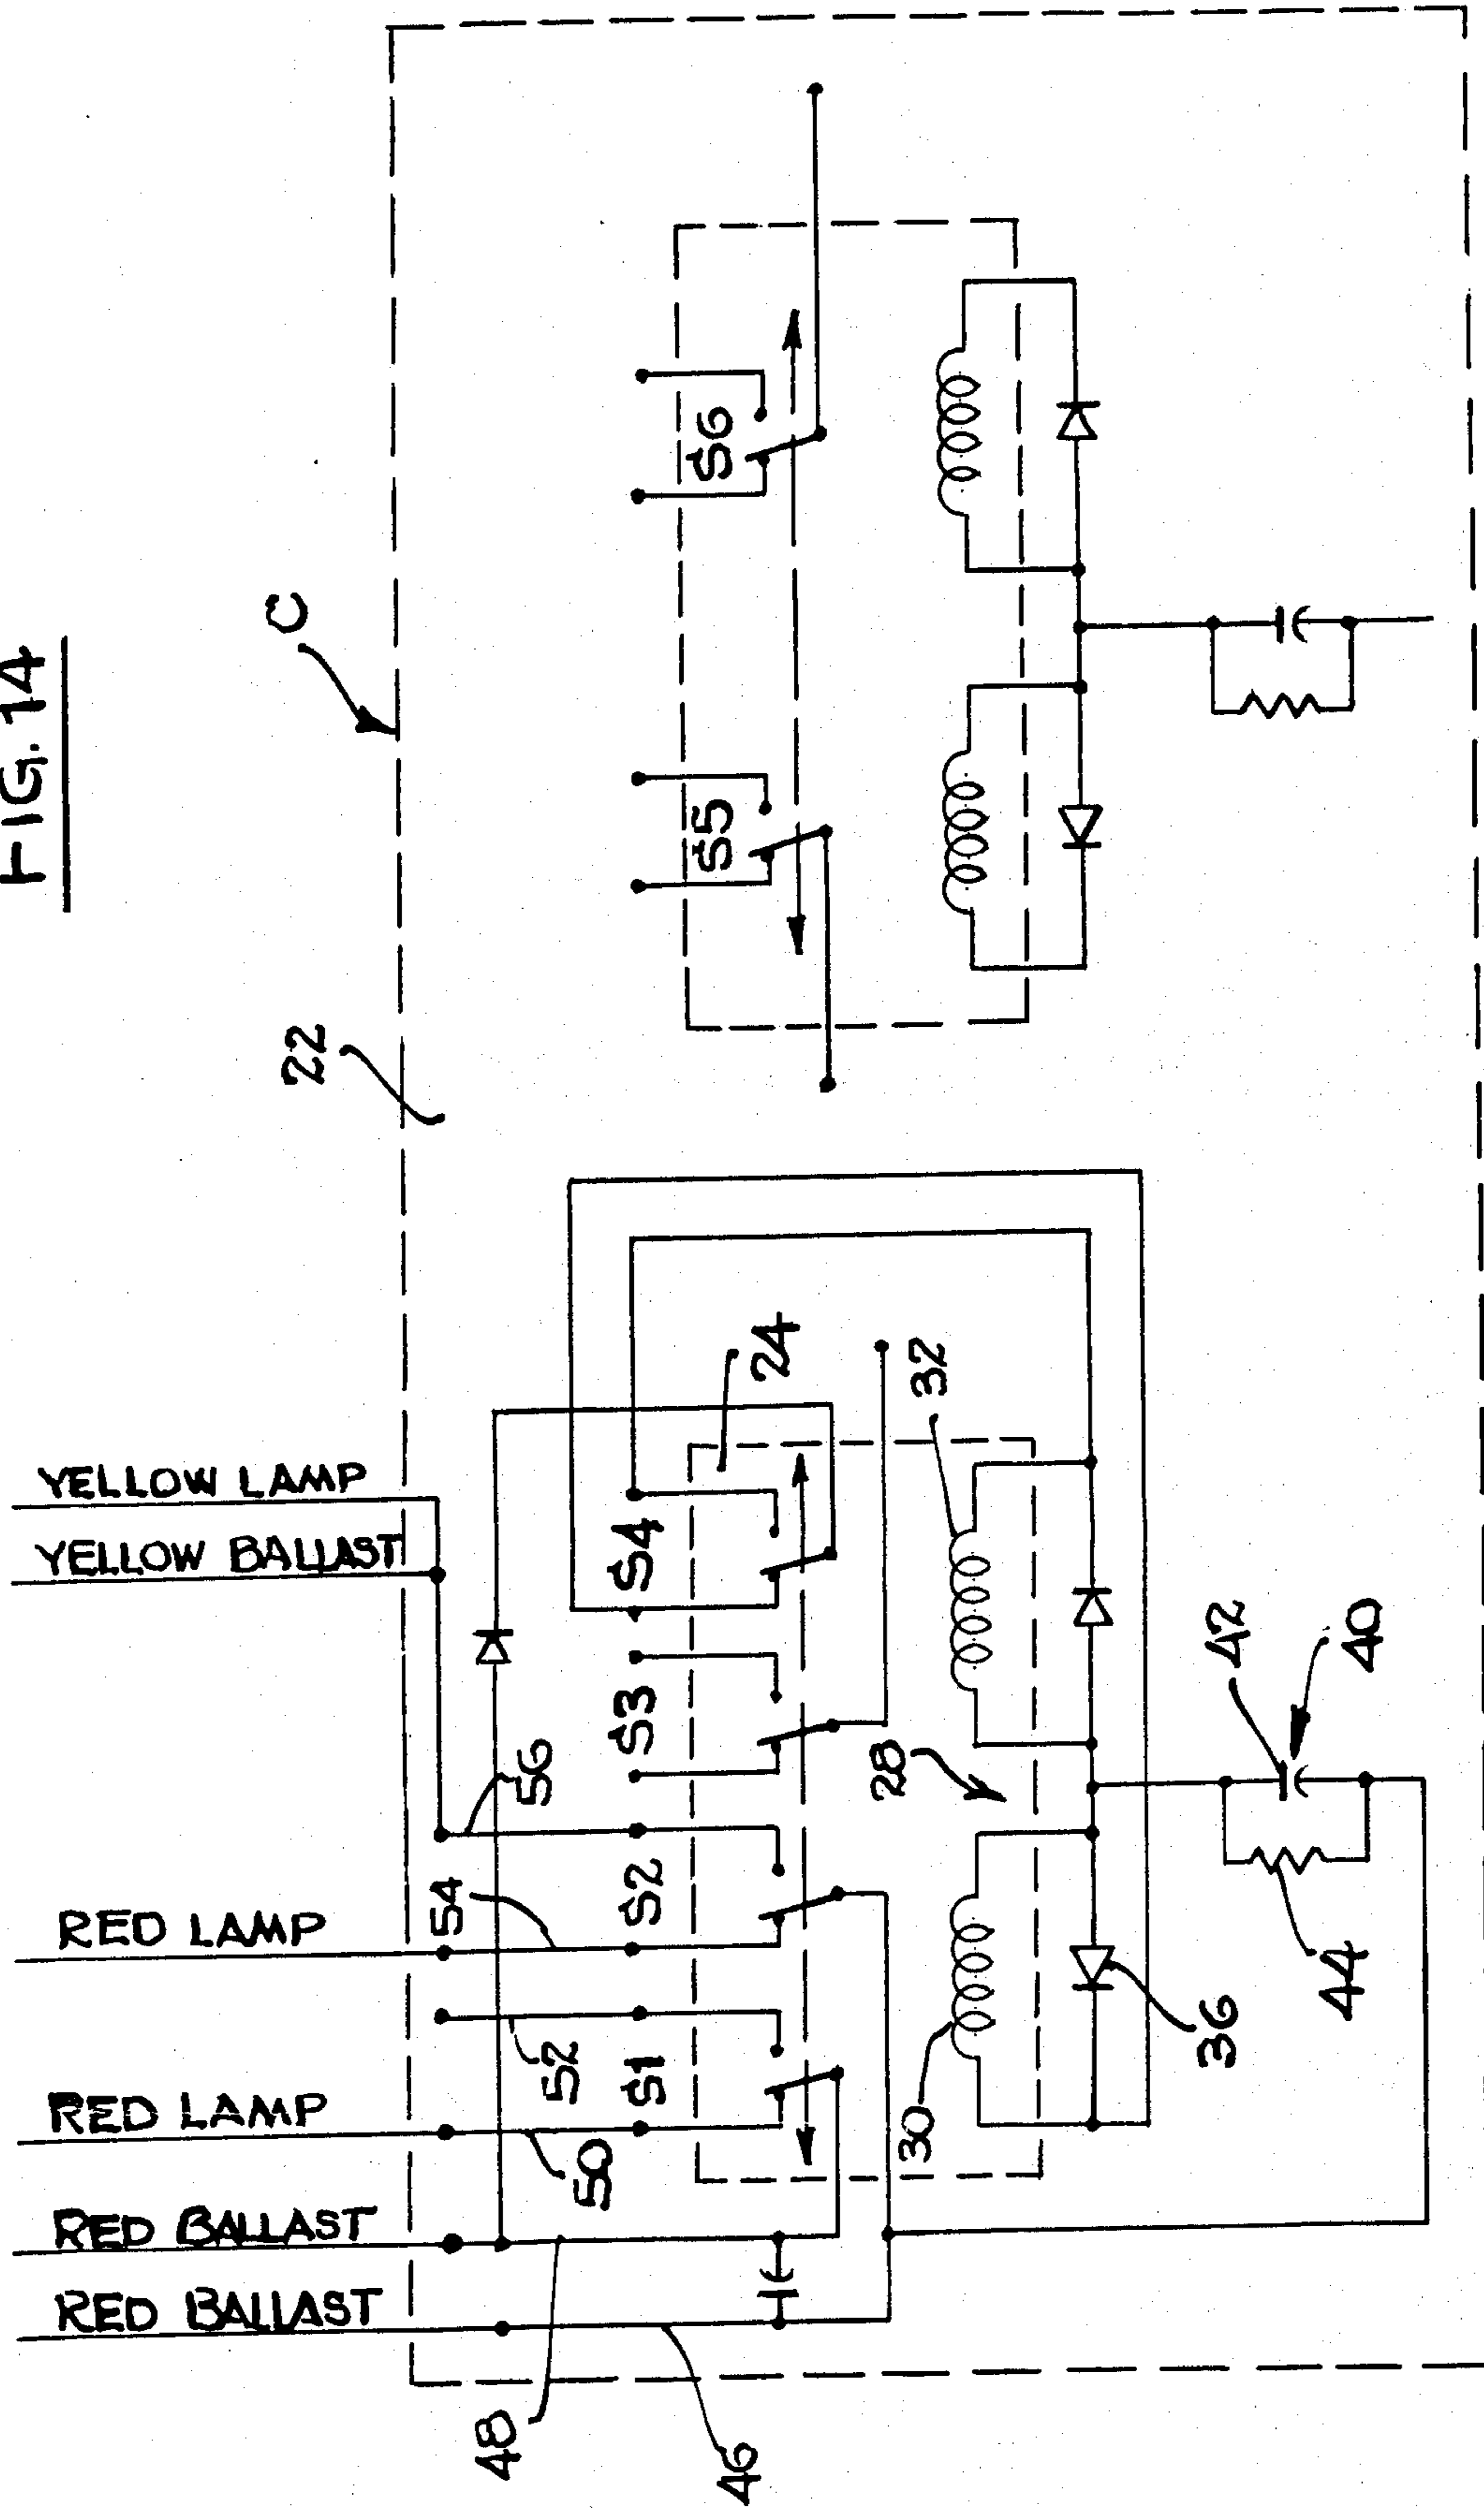 FIG. 14
C
22
YELLOW LAMP
YELLOW BALLAST
RED LAMP
RED LAMP
RED BALLAST
RED BALLAST
48
46
50
52
54
56
S1
S2
S3
S4
24
S5
S6
28
30
32
36
42
40
44